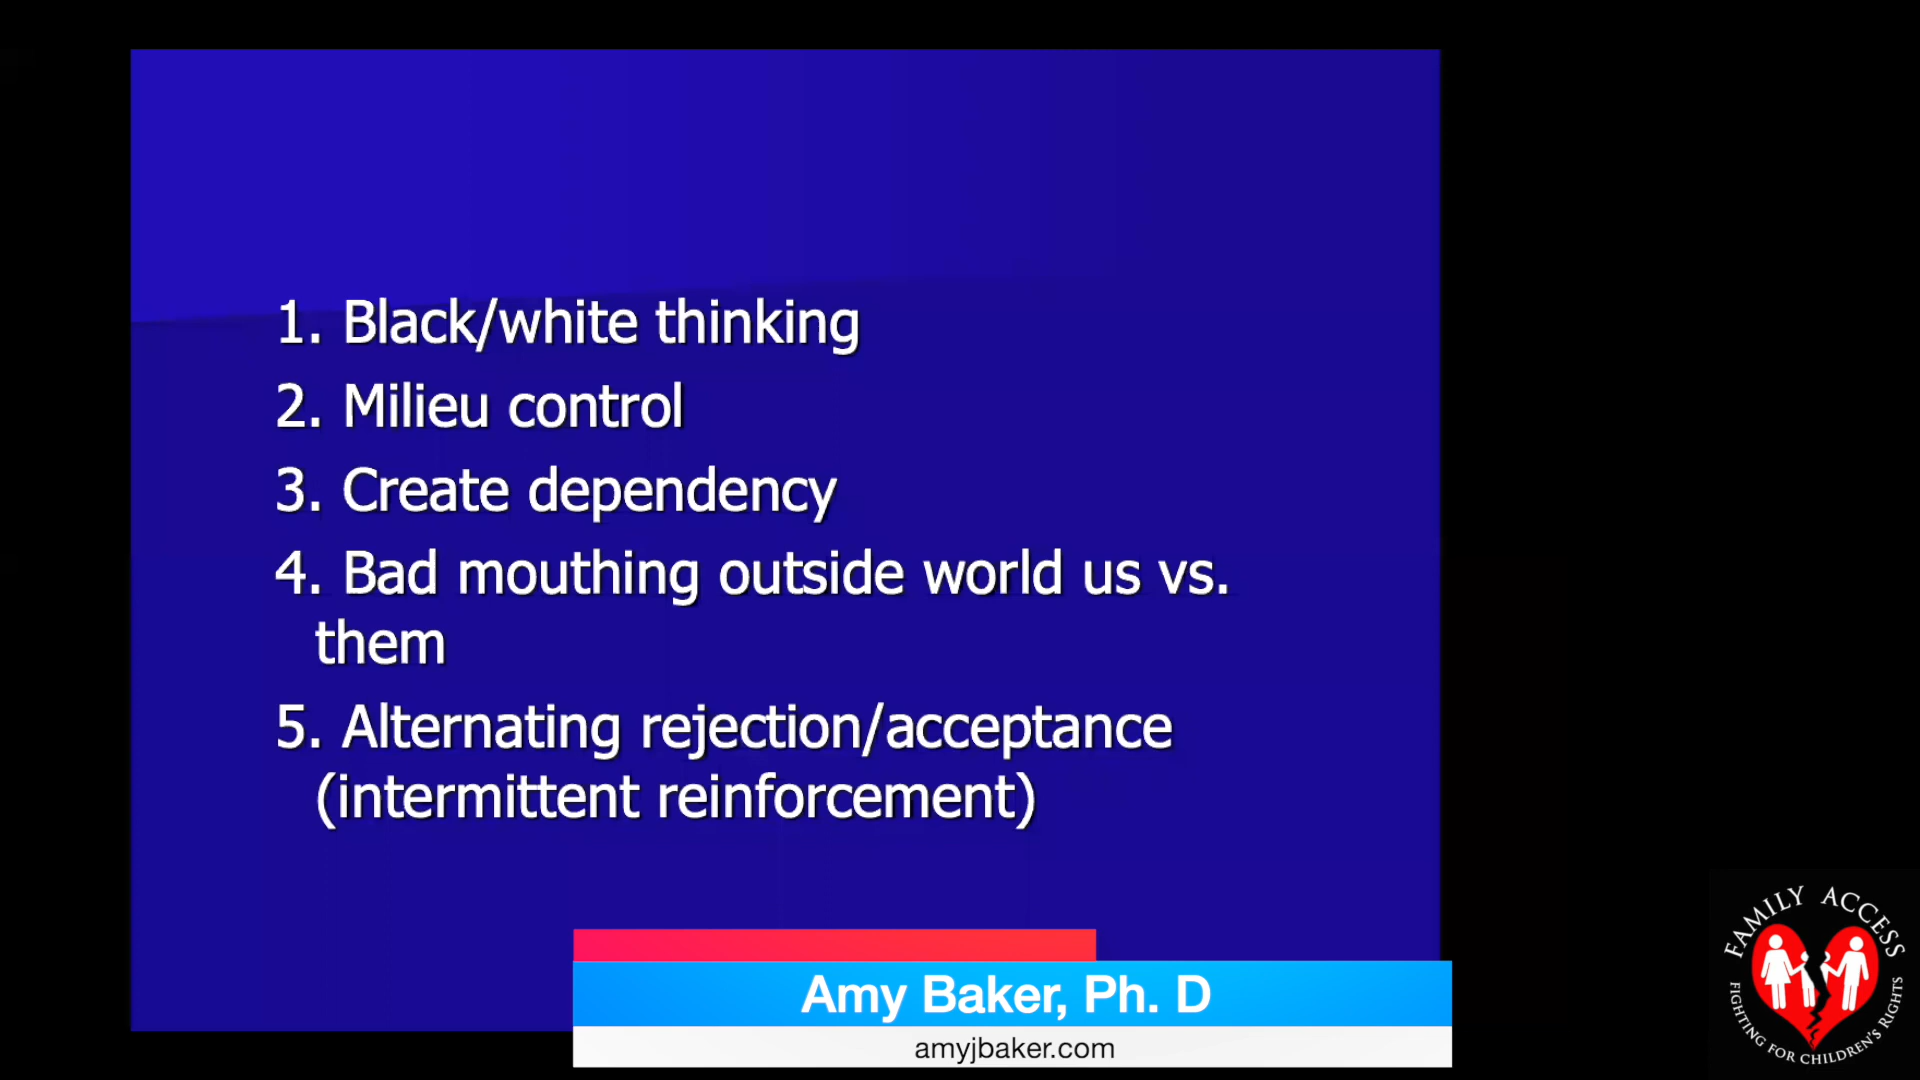 1. Black/white thinking
2. Milieu control
3. Create dependency
4. Bad mouthing outside world us vs.
them
5. Alternating rejection/acceptance
(intermittent reinforcement)
Amy Baker, Ph. D
amyjbaker.com
FAMILY ACCESS
FIGHTING FOR CHILDREN'S RIGHTS